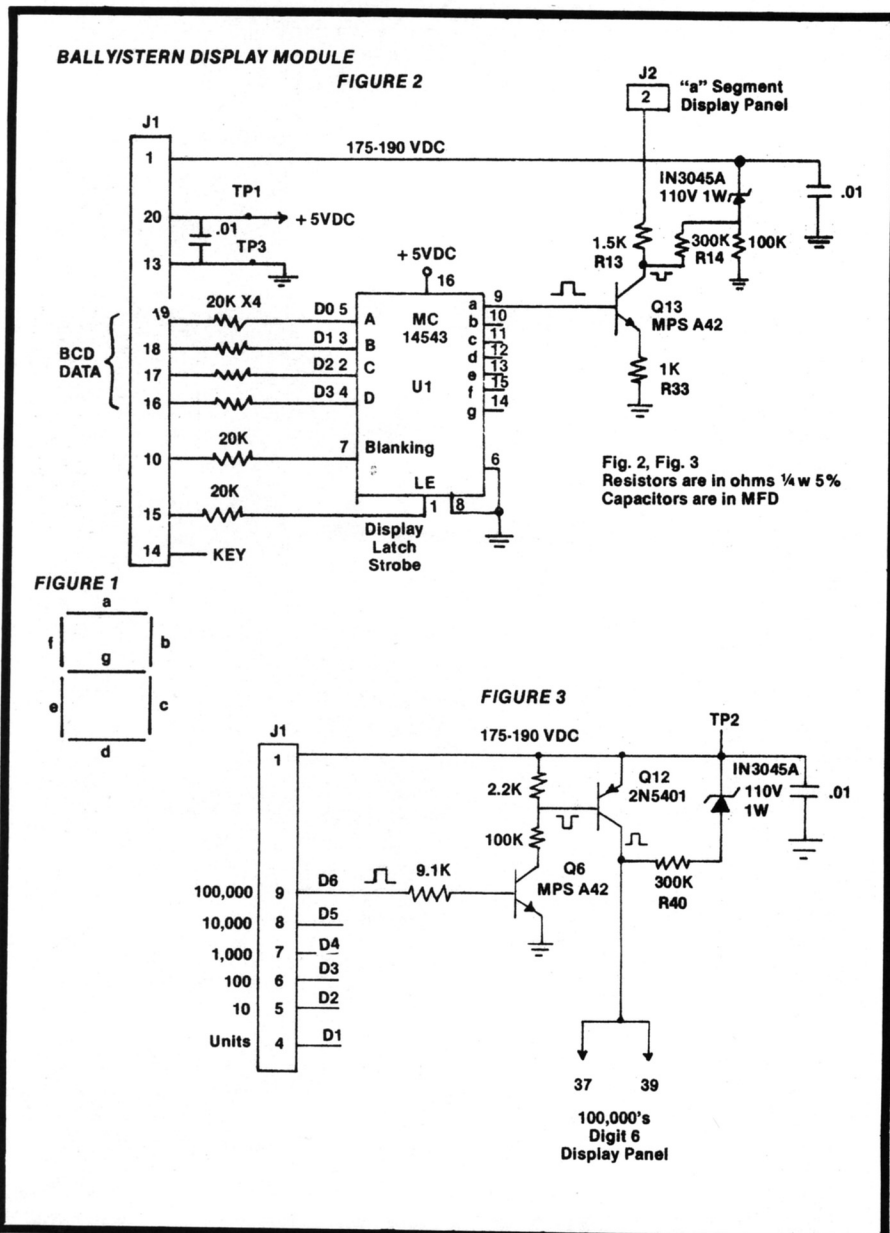 BALLY/STERN DISPLAY MODULE
FIGURE 2
J1
1
175-190 VDC
20
TP1
+ 5VDC
.01
13
TP3
J2
2
"a" Segment
Display Panel
IN3045A
110V 1W
.01
1.5K
R13
300K
R14
100K
+ 5VDC
16
BCD
DATA
19
20K X4
D0 5
A
18
D1 3
B
17
D2 2
C
16
D3 4
D
MC
14543
U1
a
9
b
10
c
11
d
12
e
13
f
15
g
14
Q13
MPS A42
1K
R33
10
20K
7
Blanking
6
15
20K
LE
1
8
Display
Latch
Strobe
14
KEY
Fig. 2, Fig. 3
Resistors are in ohms ¼ w 5%
Capacitors are in MFD
FIGURE 1
a
f
b
g
e
c
d
FIGURE 3
J1
1
175-190 VDC
TP2
2.2K
Q12
2N5401
IN3045A
110V
1W
.01
100K
Q6
MPS A42
300K
R40
100,000
9
D6
9.1K
10,000
8
D5
1,000
7
D4
100
6
D3
10
5
D2
Units
4
D1
37
39
100,000's
Digit 6
Display Panel